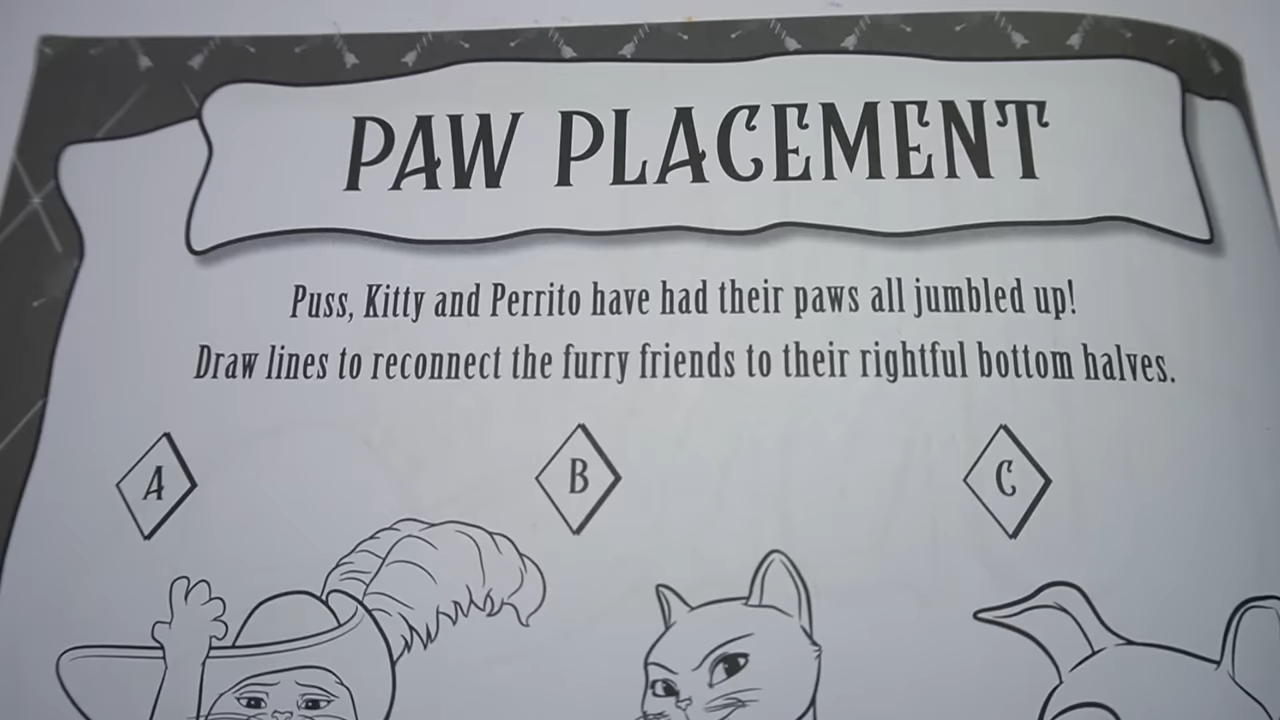 PAW PLACEMENT
Puss, Kitty and Perrito have had their paws all jumbled up!
Draw lines to reconnect the furry friends to their rightful bottom halves.
A
B
C